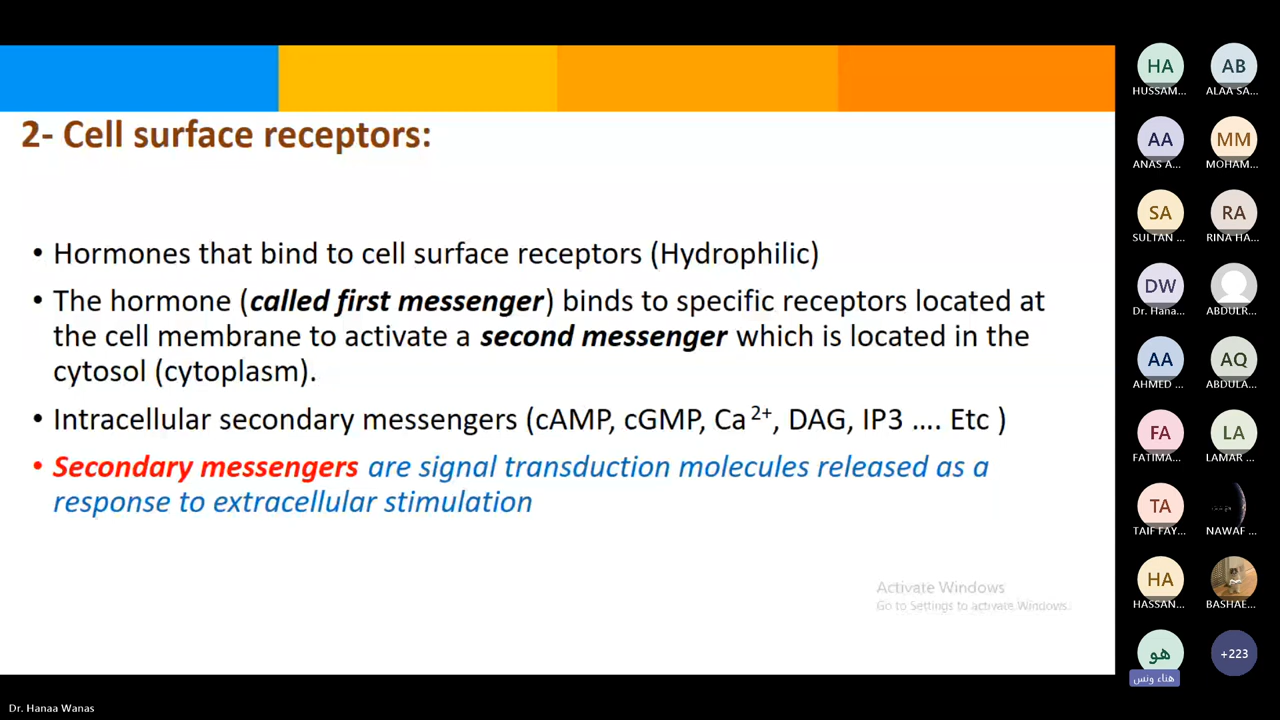 2- Cell surface receptors:
• Hormones that bind to cell surface receptors (Hydrophilic)
• The hormone (called first messenger) binds to specific receptors located at
the cell membrane to activate a second messenger which is located in the
cytosol (cytoplasm).
• Intracellular secondary messengers (cAMP, cGMP, Ca 2+, DAG, IP3 .... Etc )
• Secondary messengers are signal transduction molecules released as a
response to extracellular stimulation
Activate Windows
Go to Settings to activate Windows.
HA AB
HUSSAM... ALAA SA...
AA MM
ANAS A... MOHAM...
SA RA
SULTAN ... RINA HA...
DW
Dr. Hana... ABDULR...
AA AQ
AHMED ... ABDULA...
FA LA
FATIMA... LAMAR ...
TA
TAIF FAY... NAWAF ...
HA
HASSAN... BASHAE...
هو +223
هناء ونس
Dr. Hanaa Wanas